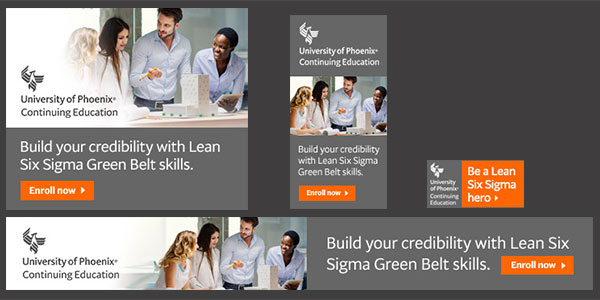 University of Phoenix®
Continuing Education
Build your credibility with Lean
Six Sigma Green Belt skills.
Enroll now
University of Phoenix®
Continuing Education
Build your credibility
with Lean Six Sigma
Green Belt skills.
Enroll now
University
of Phoenix®
Continuing
Education
Be a Lean
Six Sigma
hero
University of Phoenix®
Continuing Education
Build your credibility with Lean Six
Sigma Green Belt skills.
Enroll now